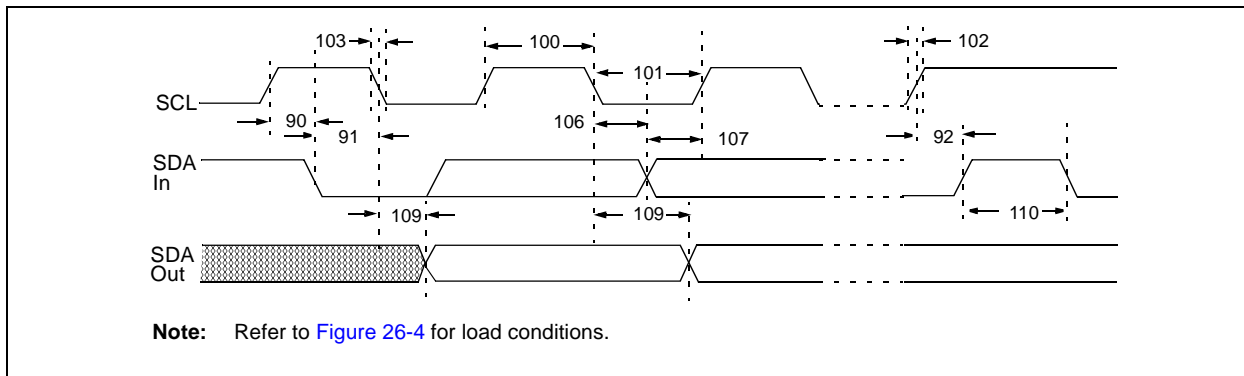 103
100
102
101
SCL
90
91
106
107
92
SDA
In
109
109
110
SDA
Out
Note: Refer to Figure 26-4 for load conditions.